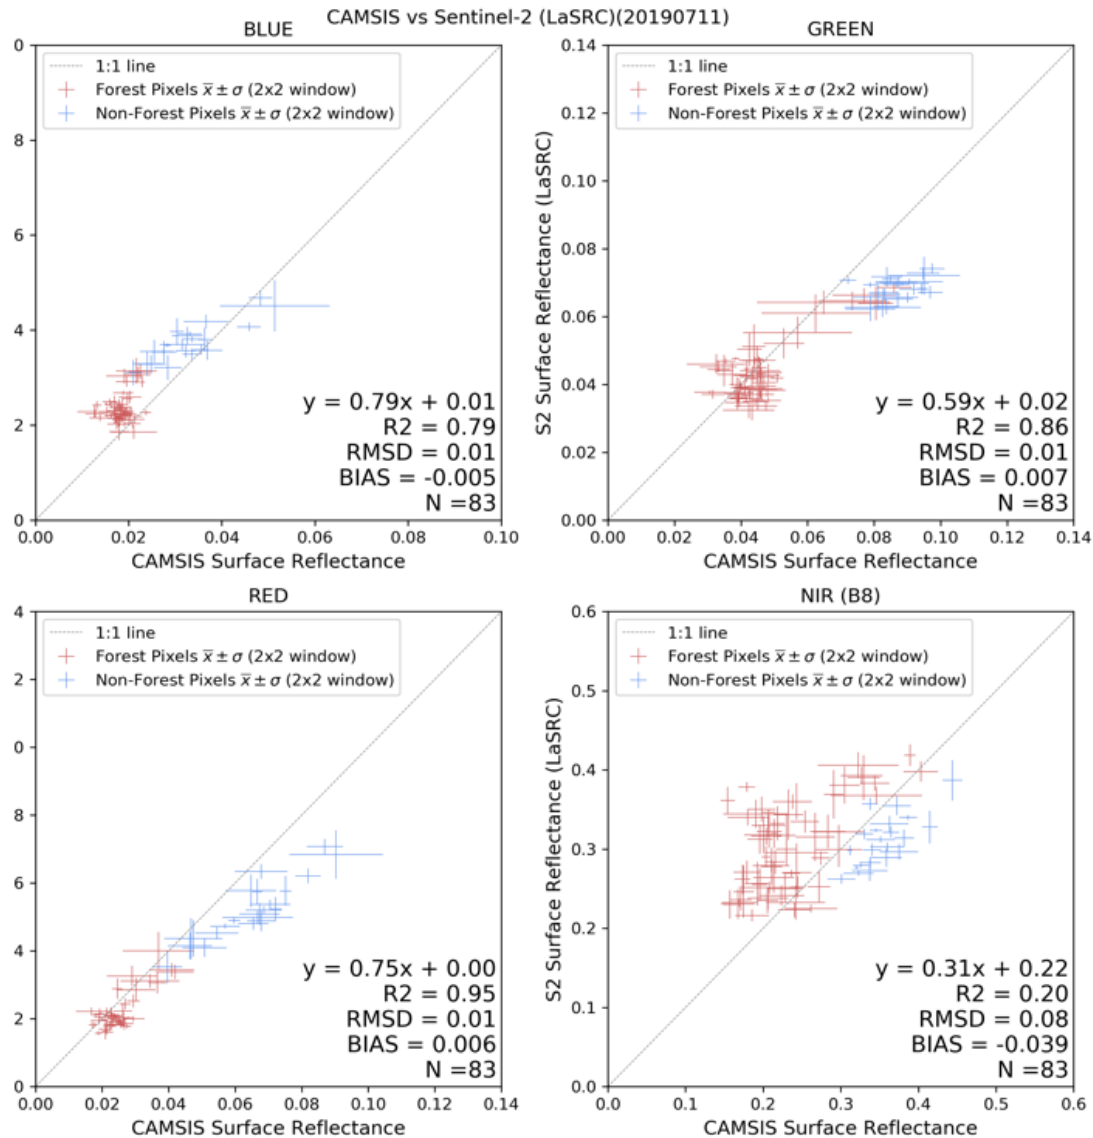 CAMSIS vs Sentinel-2 (LaSRC)(20190711)
BLUE
0
8
6
4
2
0
1:1 line
Forest Pixels x̅ ± σ (2x2 window)
Non-Forest Pixels x̅ ± σ (2x2 window)
y = 0.79x + 0.01
R2 = 0.79
RMSD = 0.01
BIAS = -0.005
N =83
0.00 0.02 0.04 0.06 0.08 0.10
CAMSIS Surface Reflectance
GREEN
S2 Surface Reflectance (LaSRC)
0.14
0.12
0.10
0.08
0.06
0.04
0.02
0.00
1:1 line
Forest Pixels x̅ ± σ (2x2 window)
Non-Forest Pixels x̅ ± σ (2x2 window)
y = 0.59x + 0.02
R2 = 0.86
RMSD = 0.01
BIAS = 0.007
N =83
0.00 0.02 0.04 0.06 0.08 0.10 0.12 0.14
CAMSIS Surface Reflectance
RED
4
2
0
8
6
4
2
0
1:1 line
Forest Pixels x̅ ± σ (2x2 window)
Non-Forest Pixels x̅ ± σ (2x2 window)
y = 0.75x + 0.00
R2 = 0.95
RMSD = 0.01
BIAS = 0.006
N =83
0.00 0.02 0.04 0.06 0.08 0.10 0.12 0.14
CAMSIS Surface Reflectance
NIR (B8)
S2 Surface Reflectance (LaSRC)
0.6
0.5
0.4
0.3
0.2
0.1
0.0
1:1 line
Forest Pixels x̅ ± σ (2x2 window)
Non-Forest Pixels x̅ ± σ (2x2 window)
y = 0.31x + 0.22
R2 = 0.20
RMSD = 0.08
BIAS = -0.039
N =83
0.0 0.1 0.2 0.3 0.4 0.5 0.6
CAMSIS Surface Reflectance